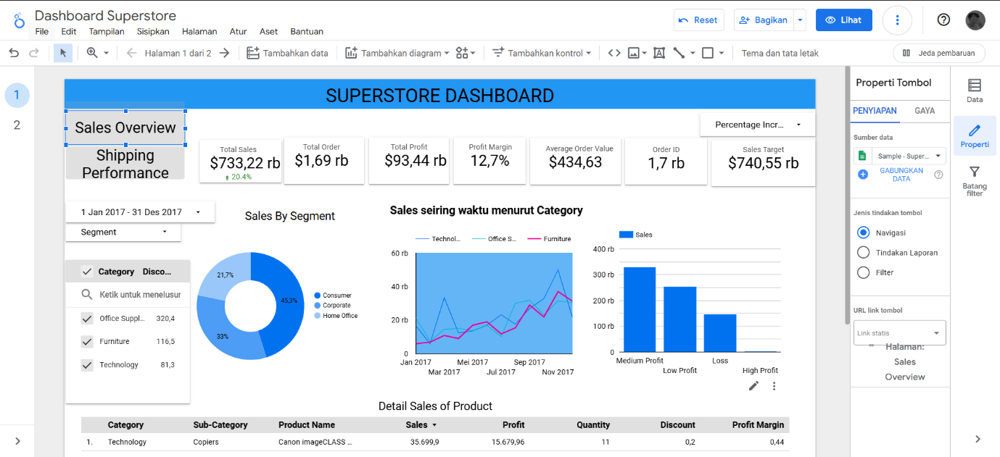 Dashboard Superstore
File Edit Tampilan Sisipkan Halaman Atur Aset Bantuan
Reset
Bagikan
Lihat
Halaman 1 dari 2
Tambahkan data
Tambahkan diagram
Tambahkan kontrol
Tema dan tata letak
Jeda pembaruan
1
2
SUPERSTORE DASHBOARD
Sales Overview
Shipping
Performance
Percentage Incr...
Total Sales
$733,22 rb
20.4%
Total Order
$1,69 rb
Total Profit
$93,44 rb
Profit Margin
12,7%
Average Order Value
$434,63
Order ID
1,7 rb
Sales Target
$740,55 rb
1 Jan 2017 - 31 Des 2017
Segment
Category Disco...
Ketik untuk menelusur
Office Suppl... 320,4
Furniture 116,5
Technology 81,3
Sales By Segment
21,7%
45,3%
33%
Consumer
Corporate
Home Office
Sales seiring waktu menurut Category
Technol... Office S... Furniture
60 rb
40 rb
20 rb
0
Jan 2017 Mei 2017 Sep 2017
Mar 2017 Jul 2017 Nov 2017
Sales
400 rb
300 rb
200 rb
100 rb
0
Medium Profit Loss
Low Profit High Profit
Detail Sales of Product
Category Sub-Category Product Name Sales Profit Quantity Discount Profit Margin
1. Technology Copiers Canon imageCLASS ... 35.699,9 15.679,96 11 0,2 0,44
Properti Tombol
PENYIAPAN GAYA
Sumber data
Sample - Super...
GABUNGKAN
DATA
Jenis tindakan tombol
Navigasi
Tindakan Laporan
Filter
URL link tombol
Link statis
Halaman:
Sales
Overview
Data
Properti
Batang
filter